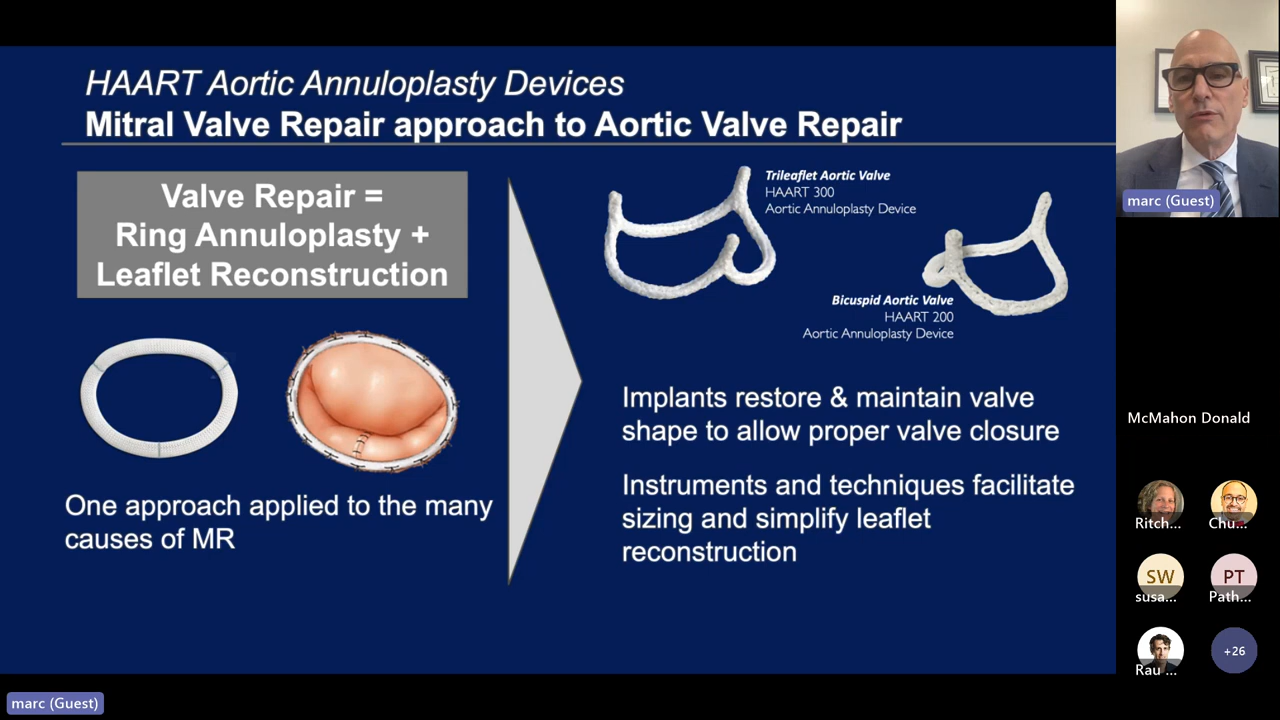 HAART Aortic Annuloplasty Devices
Mitral Valve Repair approach to Aortic Valve Repair
Valve Repair =
Ring Annuloplasty +
Leaflet Reconstruction
One approach applied to the many
causes of MR
Trileaflet Aortic Valve
HAART 300
Aortic Annuloplasty Device
Bicuspid Aortic Valve
HAART 200
Aortic Annuloplasty Device
Implants restore & maintain valve
shape to allow proper valve closure
Instruments and techniques facilitate
sizing and simplify leaflet
reconstruction
marc (Guest)
McMahon Donald
Ritch...
Chu...
SW
susa...
PT
Path...
Rau ...
+26
marc (Guest)